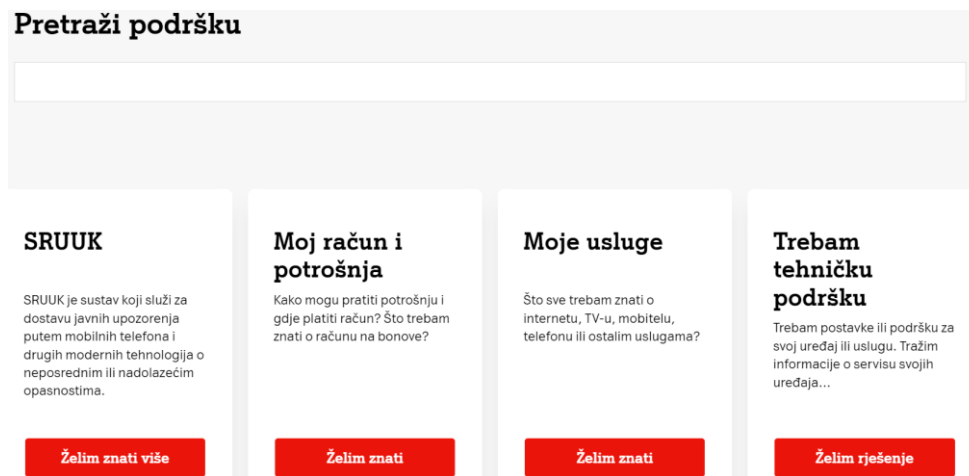 Pretraži podršku
SRUUK
SRUUK je sustav koji služi za
dostavu javnih upozorenja
putem mobilnih telefona i
drugih modernih tehnologija o
neposrednim ili nadolazećim
opasnostima.
Želim znati više
Moj račun i
potrošnja
Kako mogu pratiti potrošnju i
gdje platiti račun? Što trebam
znati o računu na bonove?
Želim znati
Moje usluge
Što sve trebam znati o
internetu, TV-u, mobitelu,
telefonu ili ostalim uslugama?
Želim znati
Trebam
tehničku
podršku
Trebam postavke ili podršku za
svoj uređaj ili uslugu. Tražim
informacije o servisu svojih
uređaja...
Želim rješenje